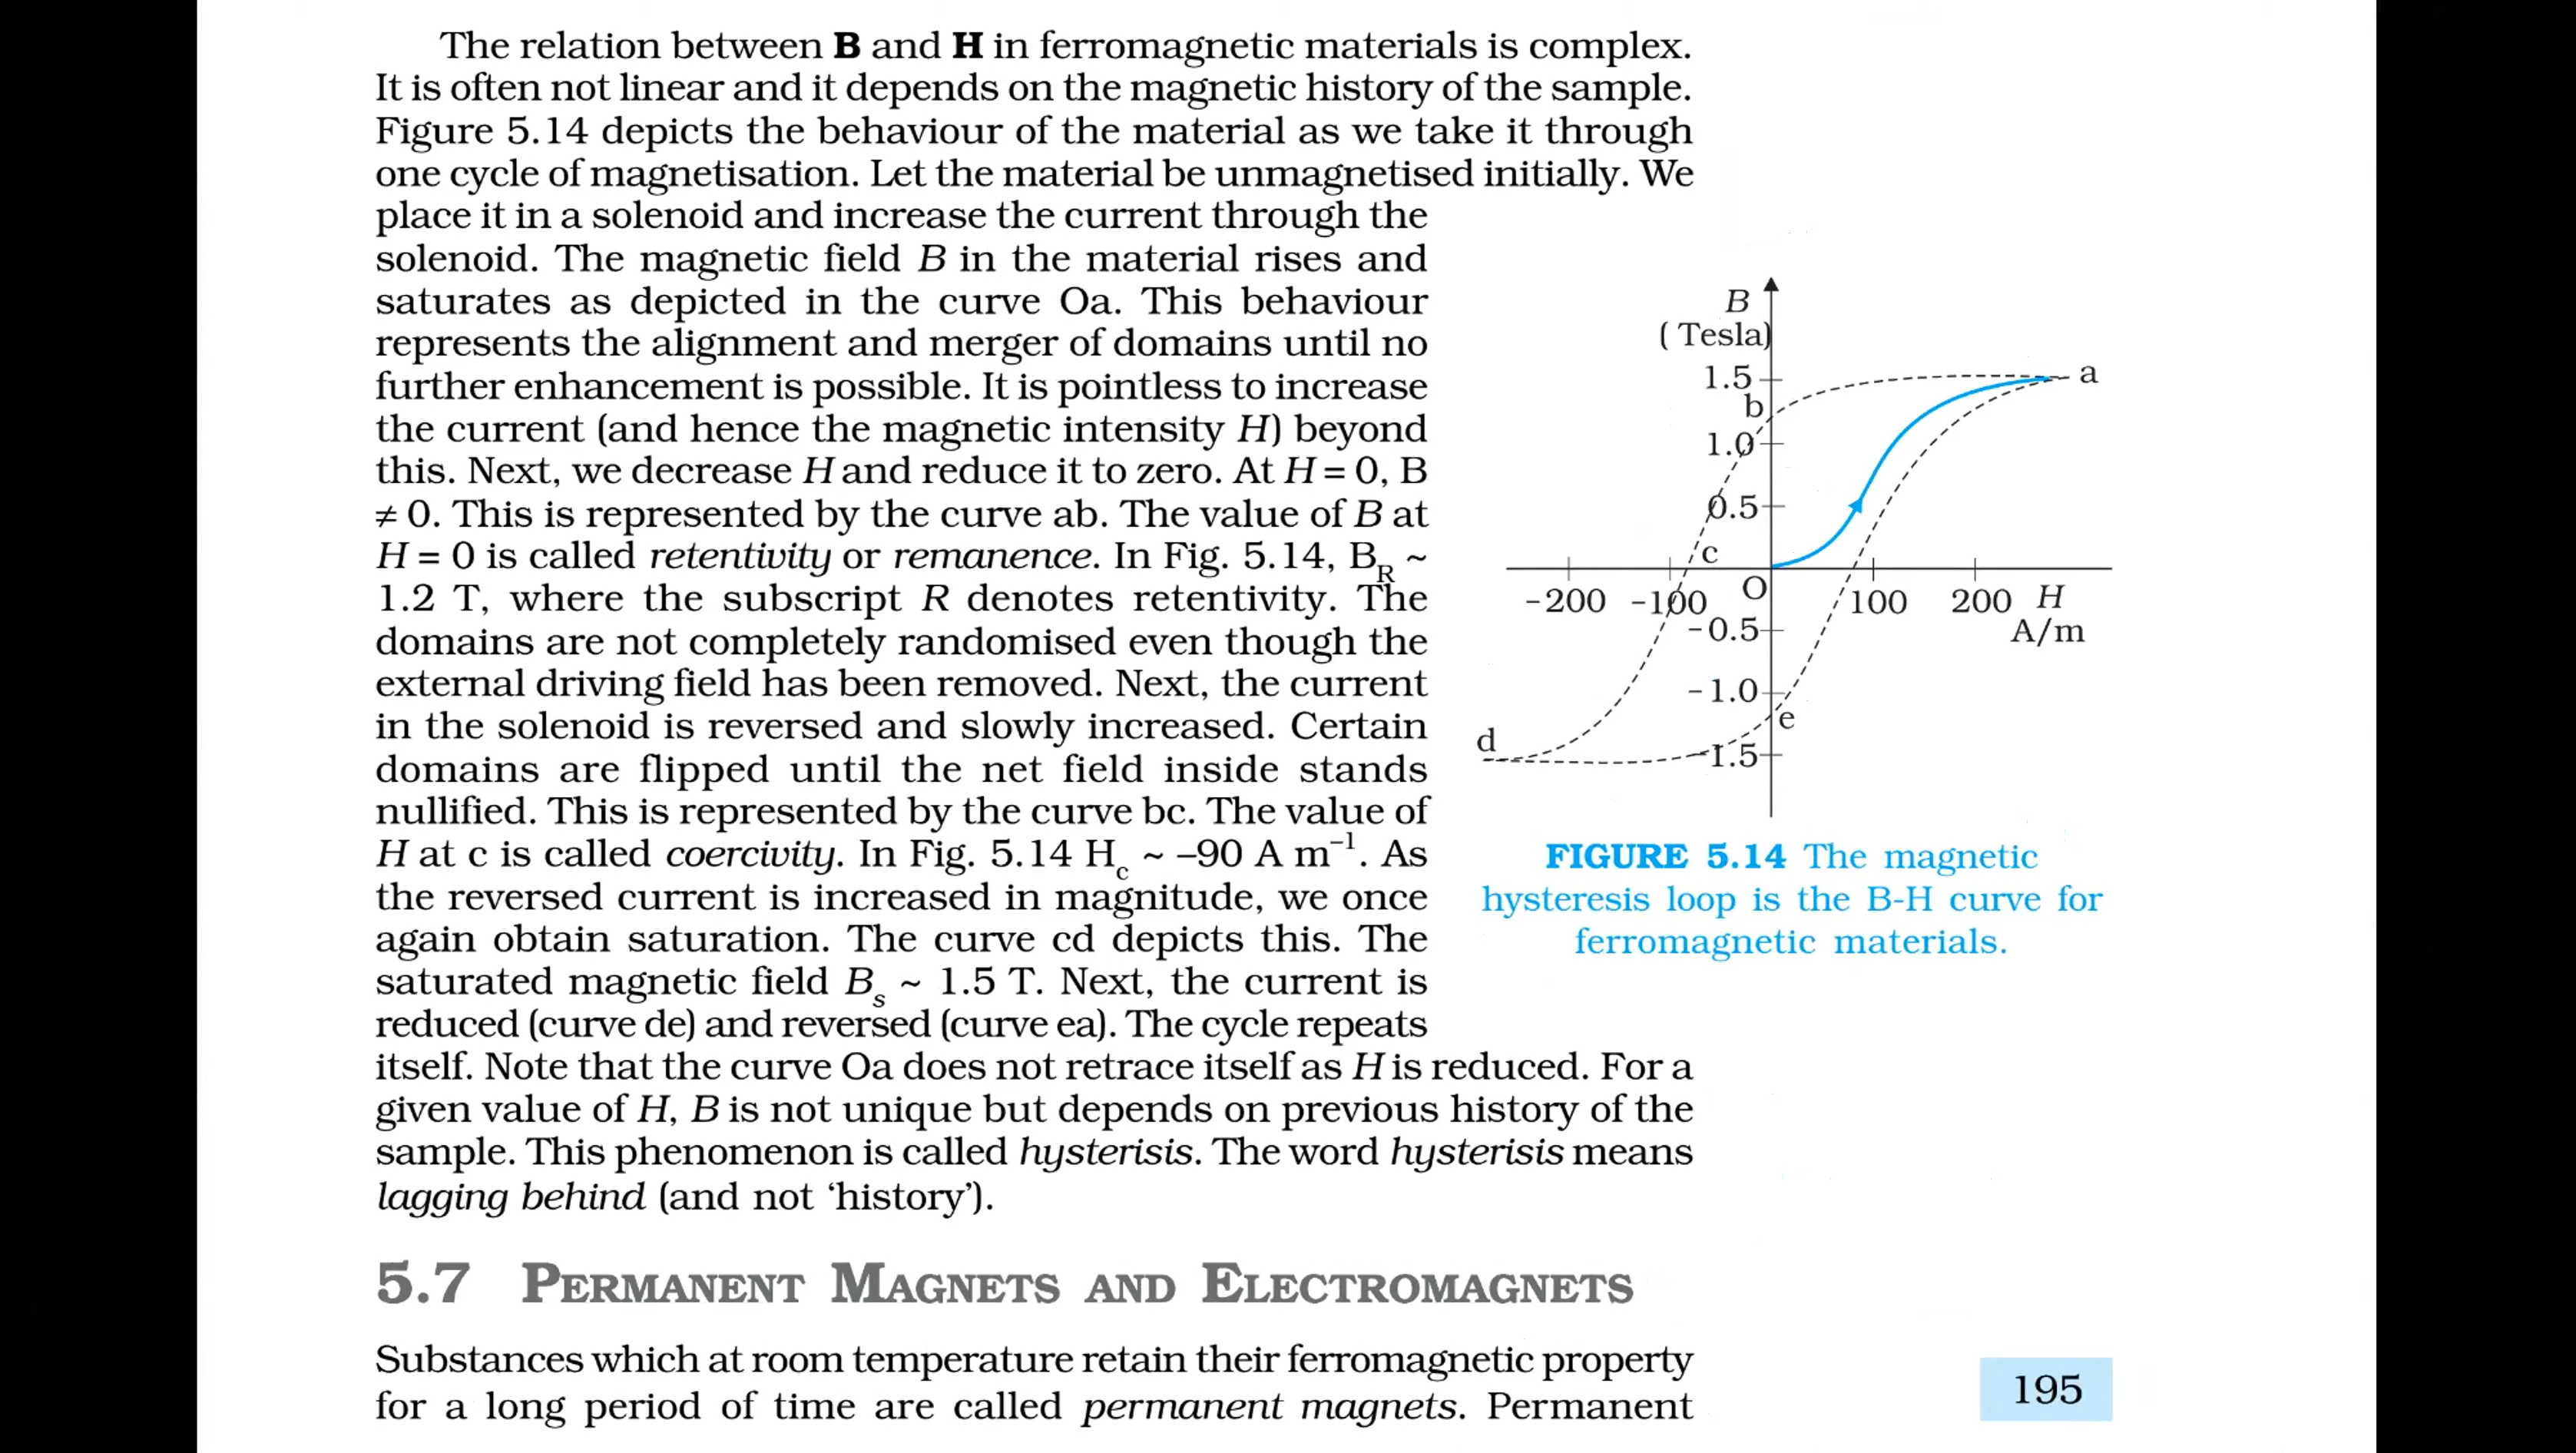 The relation between B and H in ferromagnetic materials is complex.
It is often not linear and it depends on the magnetic history of the sample.
Figure 5.14 depicts the behaviour of the material as we take it through
one cycle of magnetisation. Let the material be unmagnetised initially. We
place it in a solenoid and increase the current through the
solenoid. The magnetic field B in the material rises and
saturates as depicted in the curve Oa. This behaviour
represents the alignment and merger of domains until no
further enhancement is possible. It is pointless to increase
the current (and hence the magnetic intensity H) beyond
this. Next, we decrease H and reduce it to zero. At H = 0, B
≠ 0. This is represented by the curve ab. The value of B at
H = 0 is called retentivity or remanence. In Fig. 5.14, B_R ~
1.2 T, where the subscript R denotes retentivity. The
domains are not completely randomised even though the
external driving field has been removed. Next, the current
in the solenoid is reversed and slowly increased. Certain
domains are flipped until the net field inside stands
nullified. This is represented by the curve bc. The value of
H at c is called coercivity. In Fig. 5.14 H_c ~ –90 A m⁻¹. As
the reversed current is increased in magnitude, we once
again obtain saturation. The curve cd depicts this. The
saturated magnetic field B_s ~ 1.5 T. Next, the current is
reduced (curve de) and reversed (curve ea). The cycle repeats
itself. Note that the curve Oa does not retrace itself as H is reduced. For a
given value of H, B is not unique but depends on previous history of the
sample. This phenomenon is called hysterisis. The word hysterisis means
lagging behind (and not ‘history’).
B
( Tesla)
1.5
a
b
1.0
0.5
c
O
-200 -100 100 200 H
A/m
-0.5
-1.0
e
d
-1.5
FIGURE 5.14 The magnetic
hysteresis loop is the B-H curve for
ferromagnetic materials.
5.7 PERMANENT MAGNETS AND ELECTROMAGNETS
Substances which at room temperature retain their ferromagnetic property
for a long period of time are called permanent magnets. Permanent
195